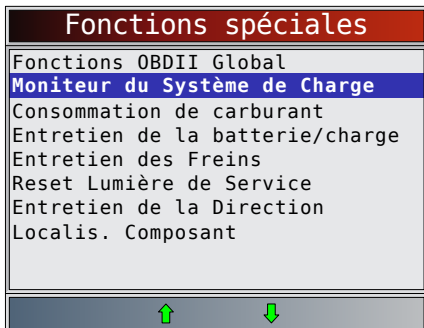 Fonctions spéciales
Fonctions OBDII Global
Moniteur du Système de Charge
Consommation de carburant
Entretien de la batterie/charge
Entretien des Freins
Reset Lumière de Service
Entretien de la Direction
Localis. Composant